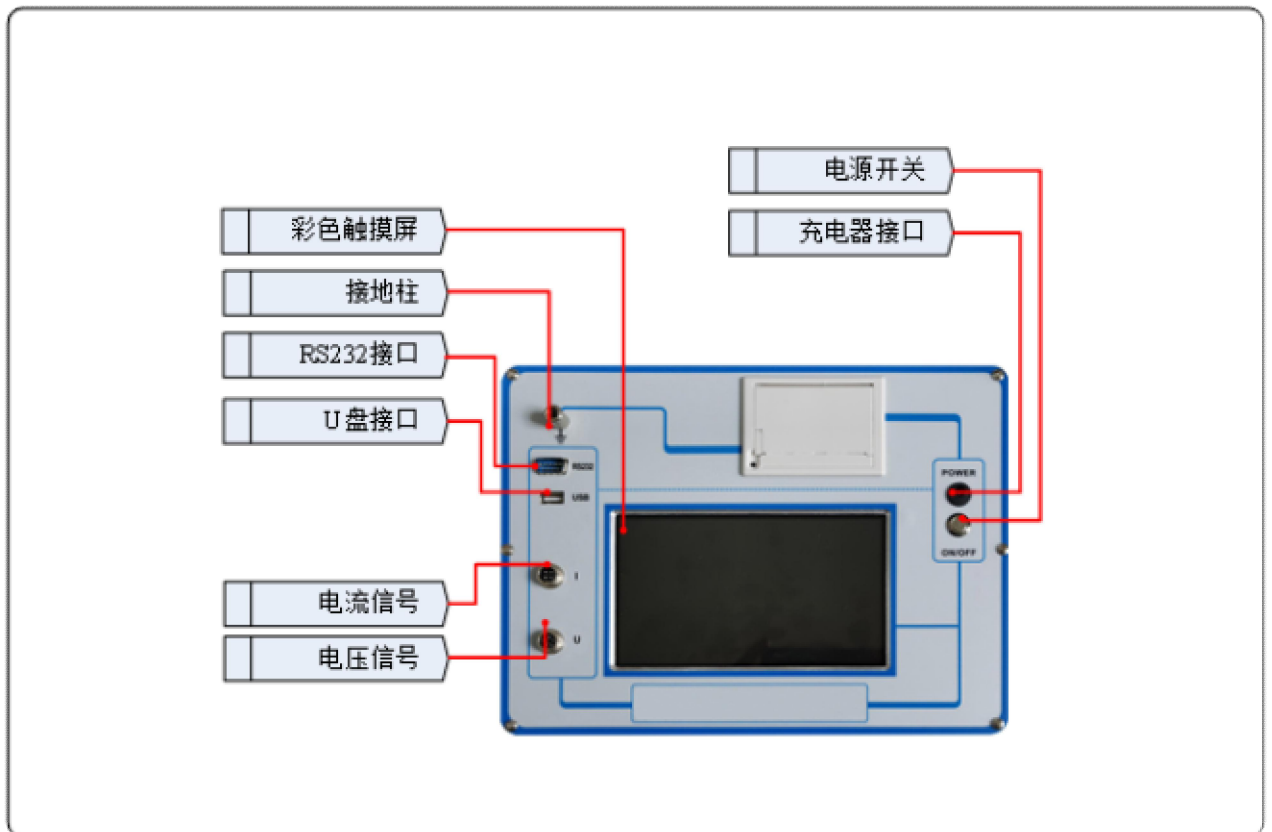 电源开关
充电器接口
彩色触摸屏
接地柱
RS232接口
U盘接口
电流信号
电压信号
POWER
RS232
USB
ON/OFF
I
U